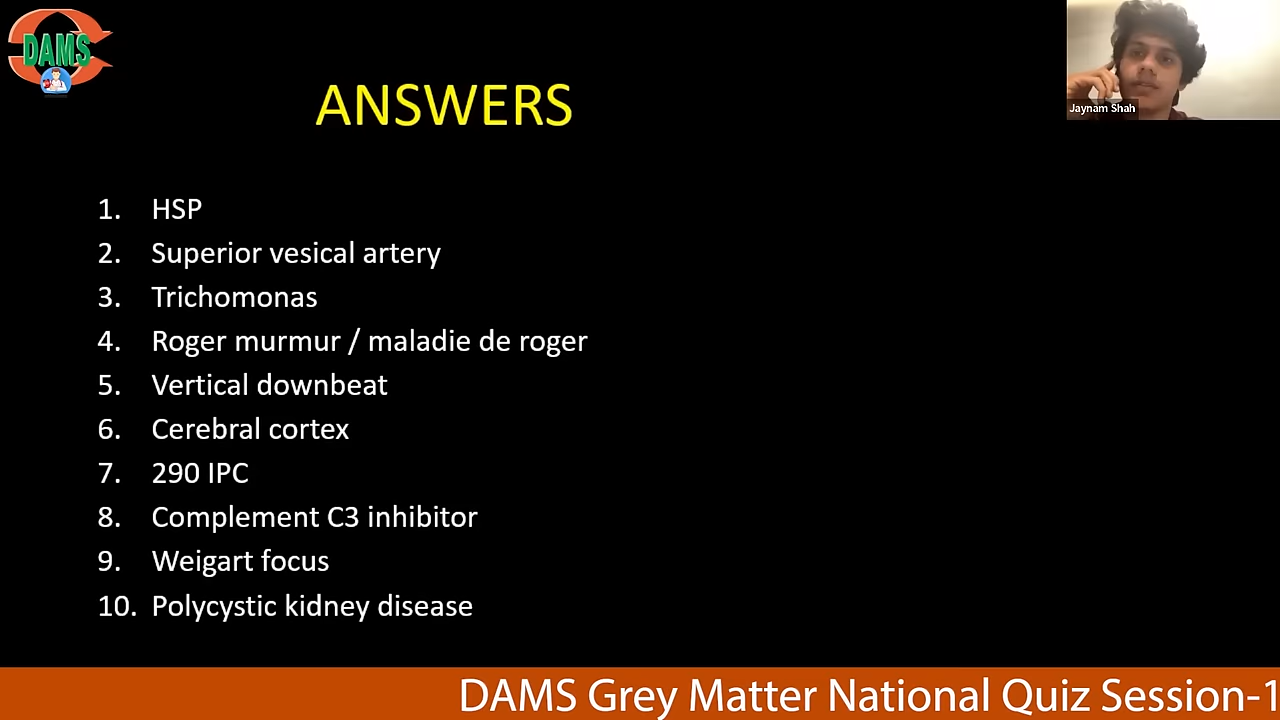 DAMS
Jaynam Shah
ANSWERS
1. HSP
2. Superior vesical artery
3. Trichomonas
4. Roger murmur / maladie de roger
5. Vertical downbeat
6. Cerebral cortex
7. 290 IPC
8. Complement C3 inhibitor
9. Weigart focus
10. Polycystic kidney disease
DAMS Grey Matter National Quiz Session-1